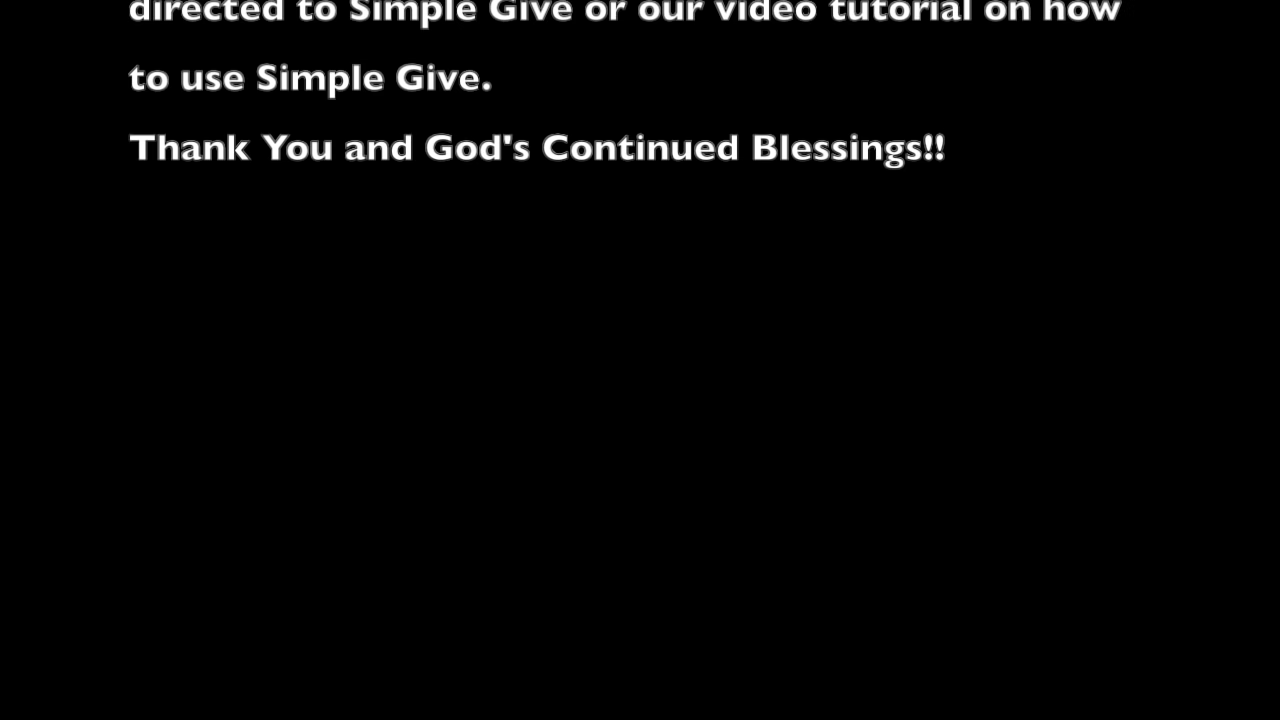 directed to Simple Give or our video tutorial on how
to use Simple Give.
Thank You and God's Continued Blessings!!